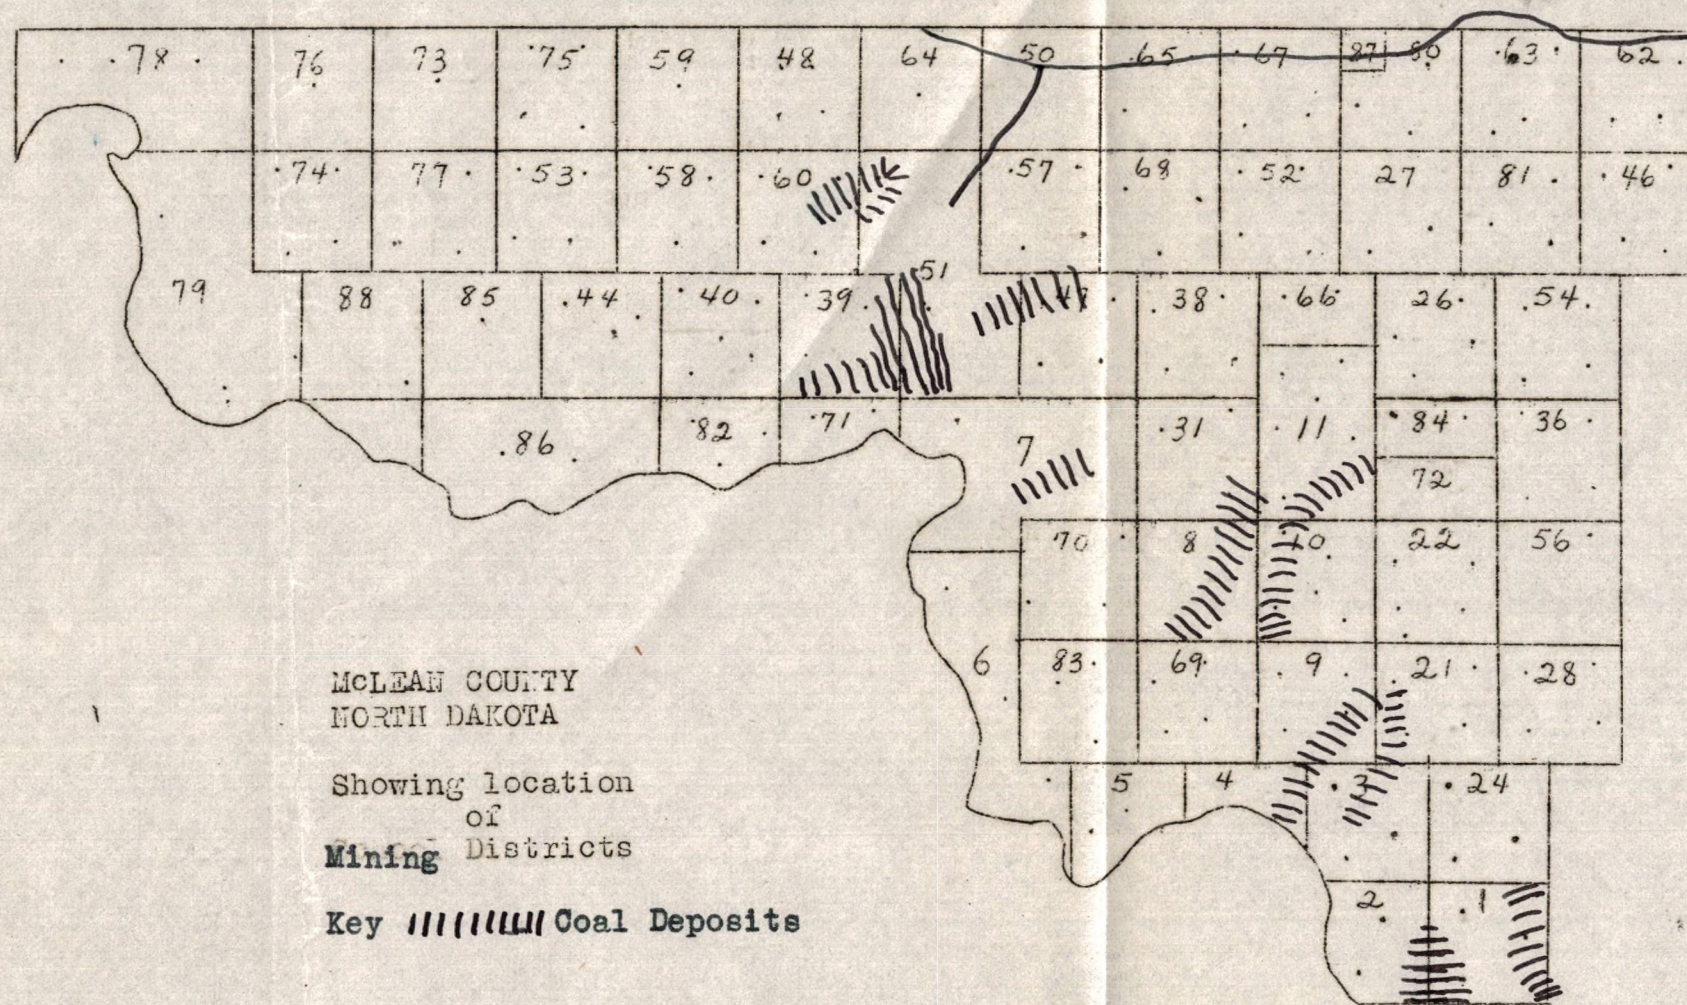 78 76 73 75 59 48 64 50 65 67 87 80 63 62
74 77 53 58 60 57 68 52 27 81 46
79 88 85 44 40 39 51 38 66 26 54
86 82 71 7 31 11 84 36
72
70 8 10 22 56
6 83 69 9 21 28
5 4 3 24
2 1
McLEAN COUNTY
NORTH DAKOTA
Showing location
of
Mining Districts
Key Coal Deposits